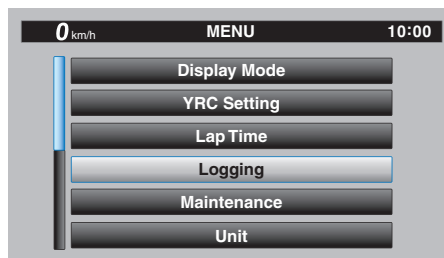 0 km/h MENU 10:00
Display Mode
YRC Setting
Lap Time
Logging
Maintenance
Unit